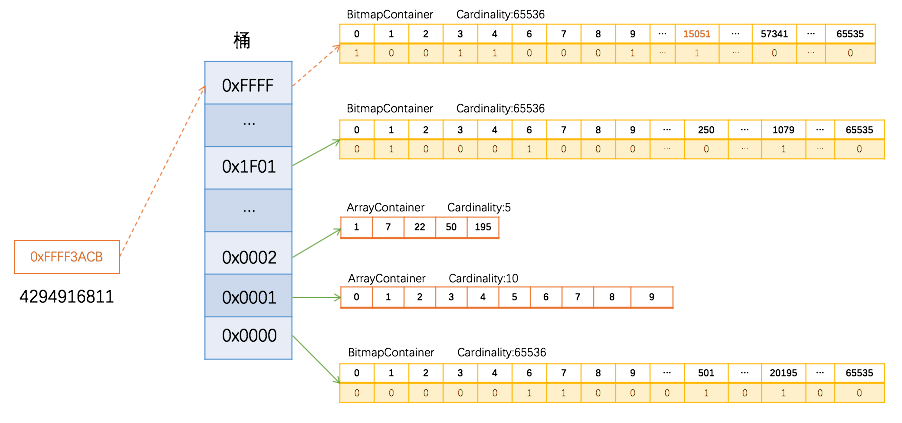 BitmapContainer Cardinality:65536
0 1 2 3 4 6 7 8 9 ... 15051 ... 57341 ... 65535
1 0 0 1 1 0 0 0 1 ... 1 ... 0 ... 0
桶
0xFFFF
...
0x1F01
...
0x0002
0x0001
0x0000
BitmapContainer Cardinality:65536
0 1 2 3 4 6 7 8 9 ... 250 ... 1079 ... 65535
0 1 0 0 0 1 0 0 0 ... 0 ... 1 ... 0
ArrayContainer Cardinality:5
1 7 22 50 195
0xFFFF3ACB
4294916811
ArrayContainer Cardinality:10
0 1 2 3 4 5 6 7 8 9
BitmapContainer Cardinality:65536
0 1 2 3 4 6 7 8 9 ... 501 ... 20195 ... 65535
0 0 0 0 0 1 1 0 0 0 1 0 1 0 0